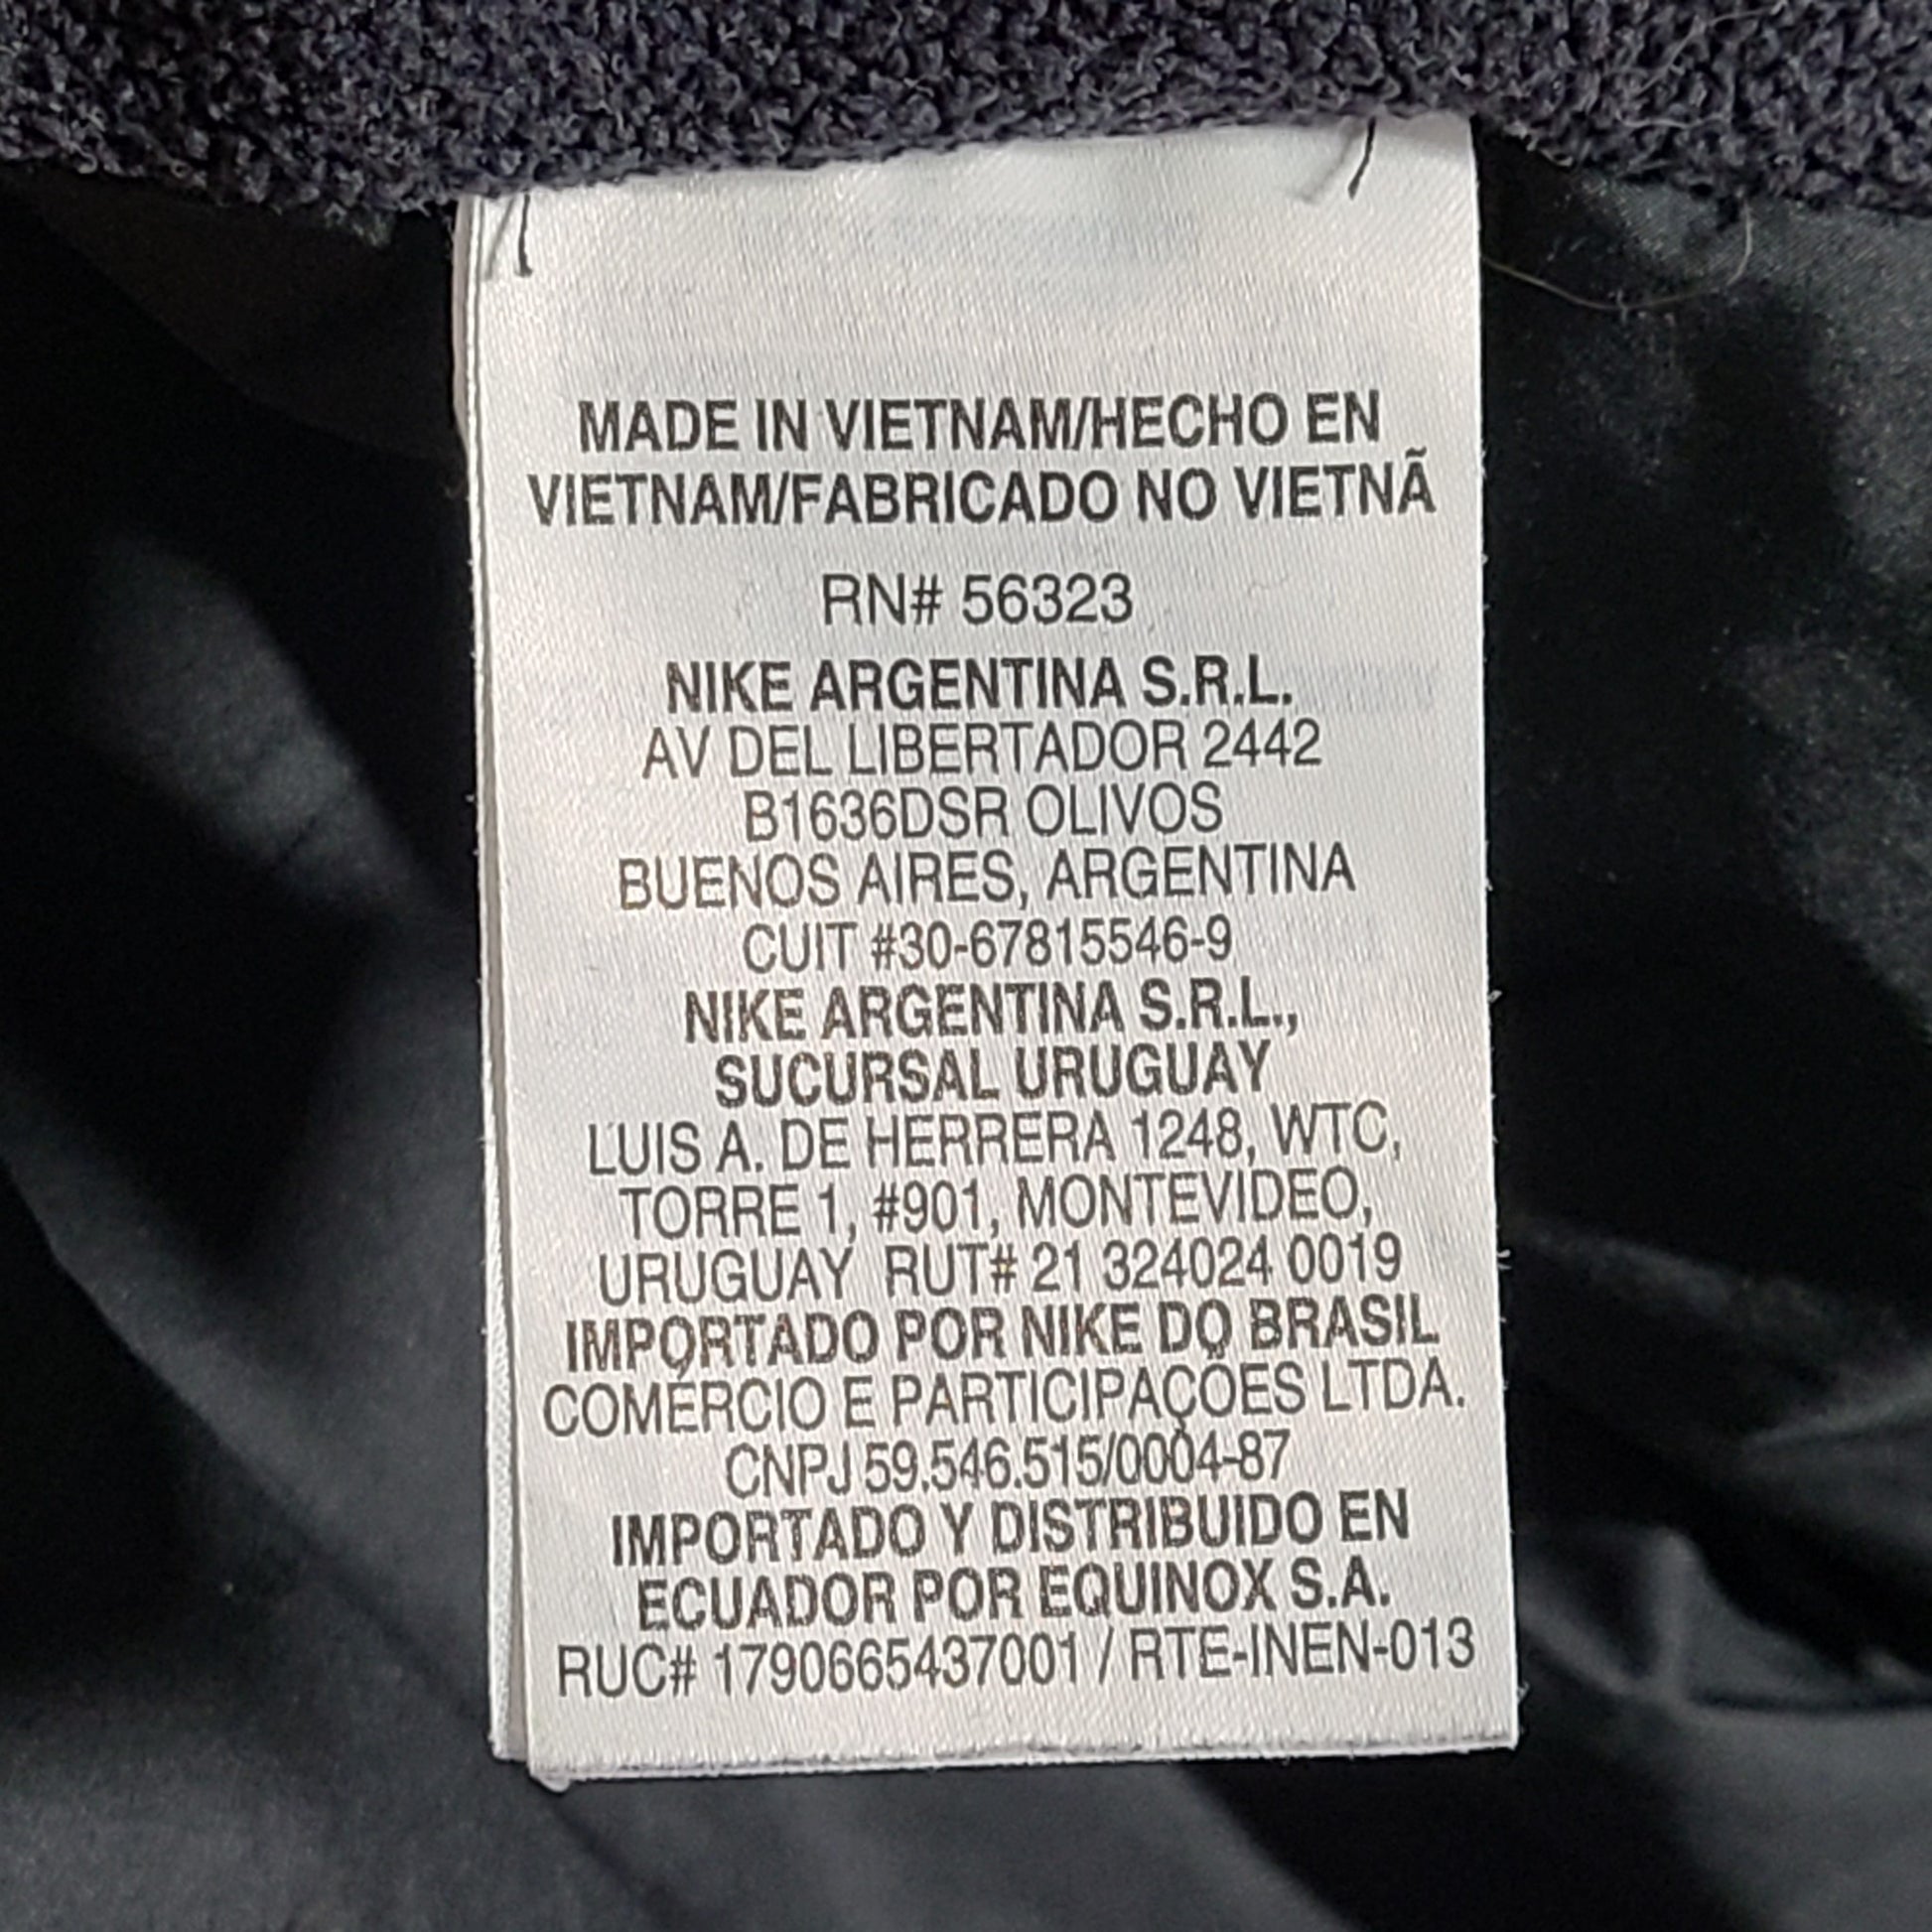 MADE IN VIETNAM/HECHO EN
VIETNAM/FABRICADO NO VIETNÃ
RN# 56323
NIKE ARGENTINA S.R.L.
AV DEL LIBERTADOR 2442
B1636DSR OLIVOS
BUENOS AIRES, ARGENTINA
CUIT #30-67815546-9
NIKE ARGENTINA S.R.L.,
SUCURSAL URUGUAY
LUIS A. DE HERRERA 1248, WTC,
TORRE 1, #901, MONTEVIDEO,
URUGUAY RUT# 21 324024 0019
IMPORTADO POR NIKE DO BRASIL
COMÉRCIO E PARTICIPAÇÕES LTDA.
CNPJ 59.546.515/0004-87
IMPORTADO Y DISTRIBUIDO EN
ECUADOR POR EQUINOX S.A.
RUC# 1790665437001 / RTE-INEN-013